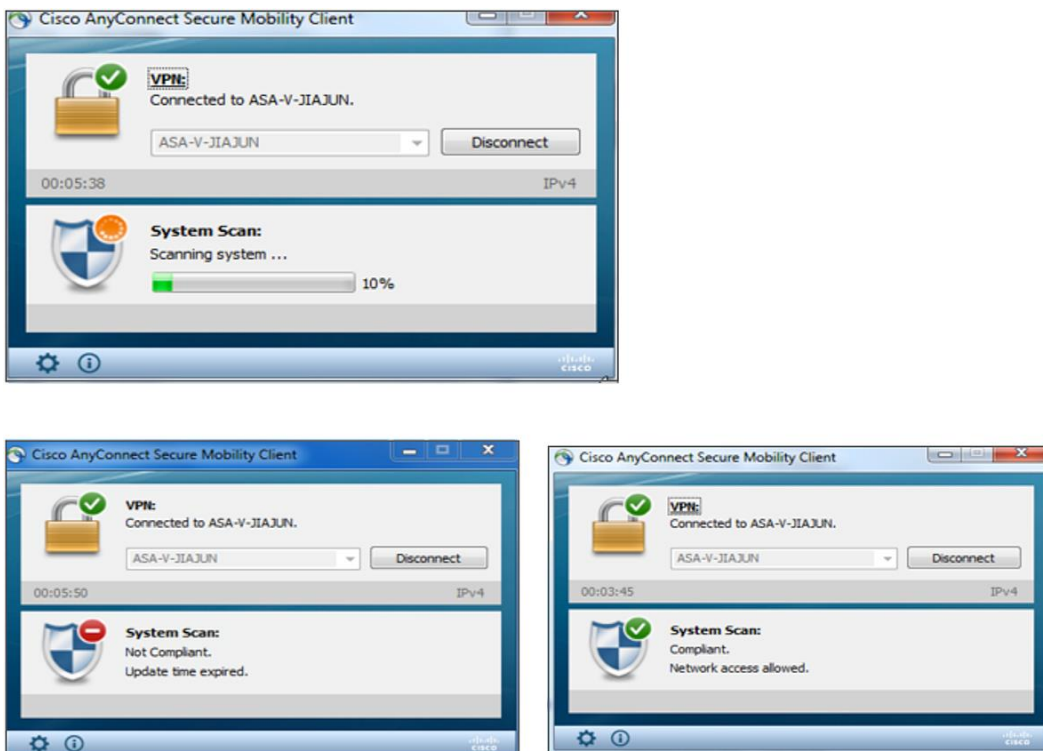 Cisco AnyConnect Secure Mobility Client
VPN:
Connected to ASA-V-JIAJUN.
ASA-V-JIAJUN
Disconnect
00:05:38
IPv4
System Scan:
Scanning system ...
10%
CISCO
Cisco AnyConnect Secure Mobility Client
VPN:
Connected to ASA-V-JIAJUN.
ASA-V-JIAJUN
Disconnect
00:05:50
IPv4
System Scan:
Not Compliant.
Update time expired.
CISCO
Cisco AnyConnect Secure Mobility Client
VPN:
Connected to ASA-V-JIAJUN.
ASA-V-JIAJUN
Disconnect
00:03:45
IPv4
System Scan:
Compliant.
Network access allowed.
CISCO